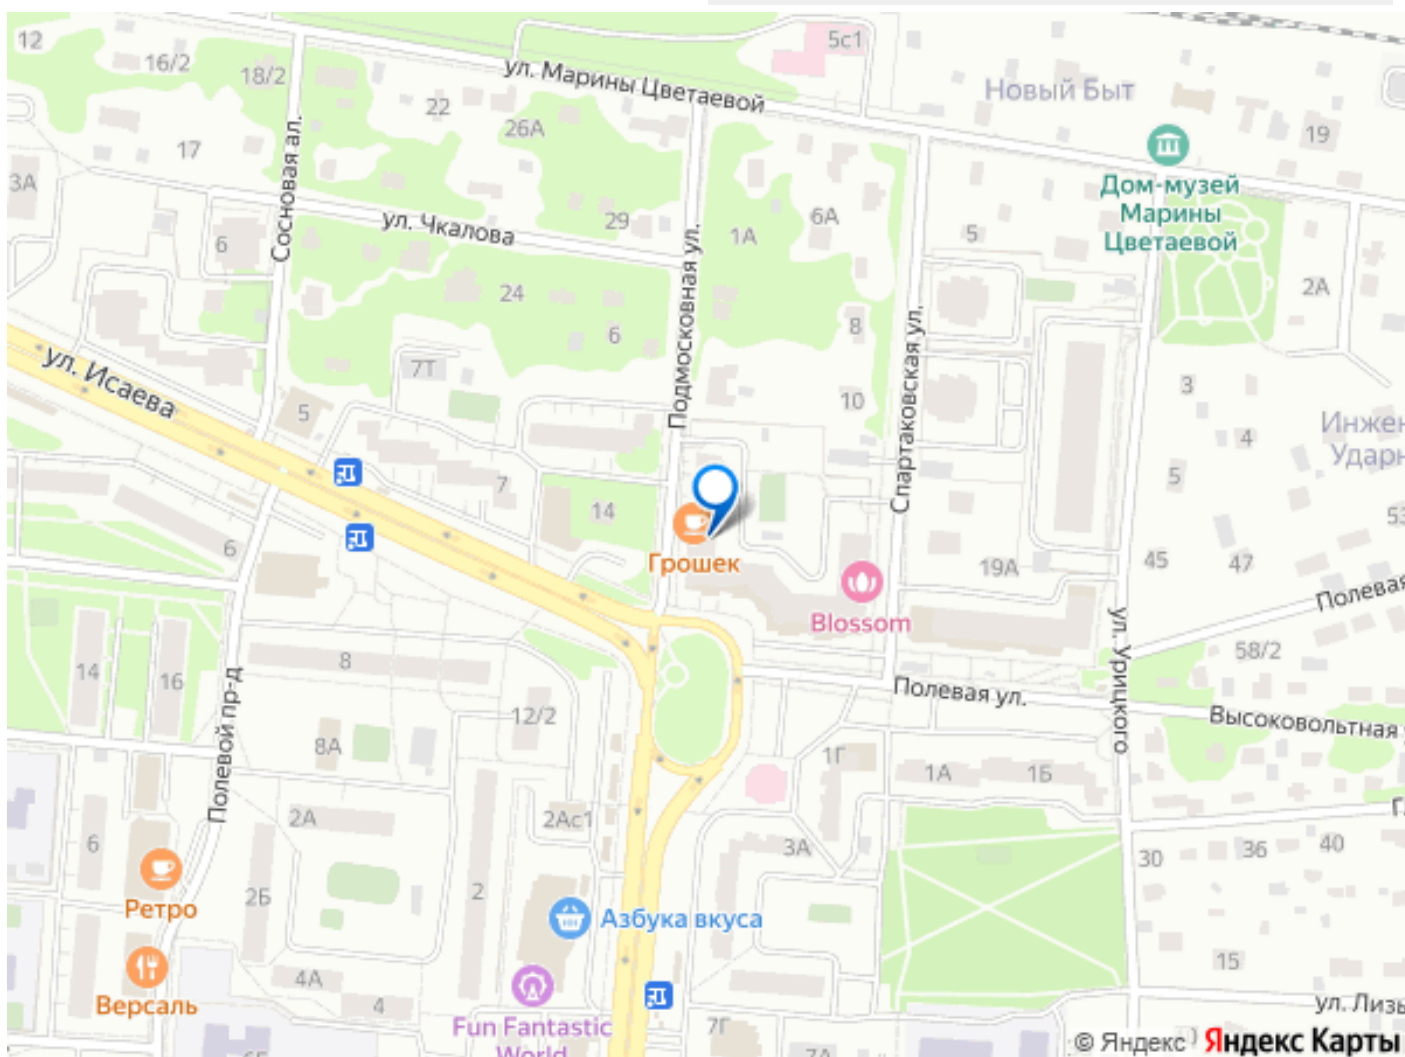 5с1
12
16/2
18/2
ул. Марины Цветаевой
Новый Быт
22
26А
19
17
Сосновая ал.
3А
Дом-музей
Марины
Цветаевой
ул. Чкалова
29
6А
1А
5
6
Подмосковная ул.
24
2А
6
8
Спартаковская ул.
ул. Исаева
7Т
3
5
10
4
Инжен
Ударн
5
7
14
53
6
Грошек
19А
45
47
Blossom
Полевая
ул. Урицкого
8
58/2
14
16
Полевой пр-д
Полевая ул.
12/2
Высоковольтная
8А
1Г
1А
1Б
2А
2Ас1
6
3А
30
36
40
Ретро
2Б
2
Азбука вкуса
4А
4
15
Версаль
Fun Fantastic
World
7Г
7А
ул. Лизы
© Яндекс
Яндекс Карты